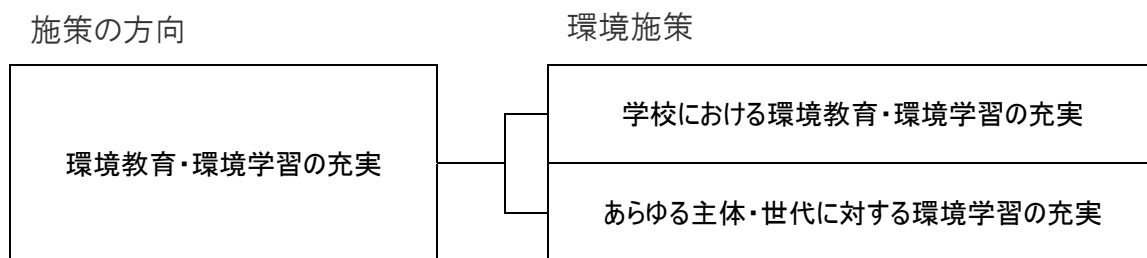 施策の方向
環境施策
環境教育・環境学習の充実
学校における環境教育・環境学習の充実
あらゆる主体・世代に対する環境学習の充実